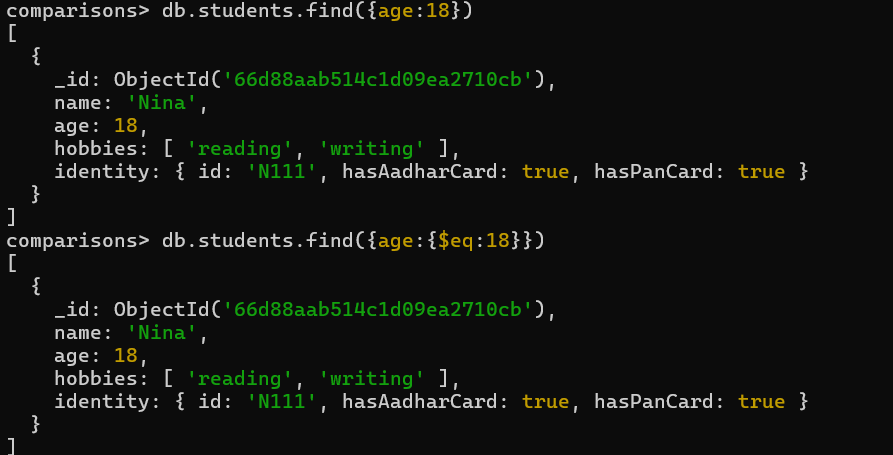 comparisons> db.students.find({age:18})
[
  {
    _id: ObjectId('66d88aab514c1d09ea2710cb'),
    name: 'Nina',
    age: 18,
    hobbies: [ 'reading', 'writing' ],
    identity: { id: 'N111', hasAadharCard: true, hasPanCard: true }
  }
]
comparisons> db.students.find({age:{$eq:18}})
[
  {
    _id: ObjectId('66d88aab514c1d09ea2710cb'),
    name: 'Nina',
    age: 18,
    hobbies: [ 'reading', 'writing' ],
    identity: { id: 'N111', hasAadharCard: true, hasPanCard: true }
  }
]